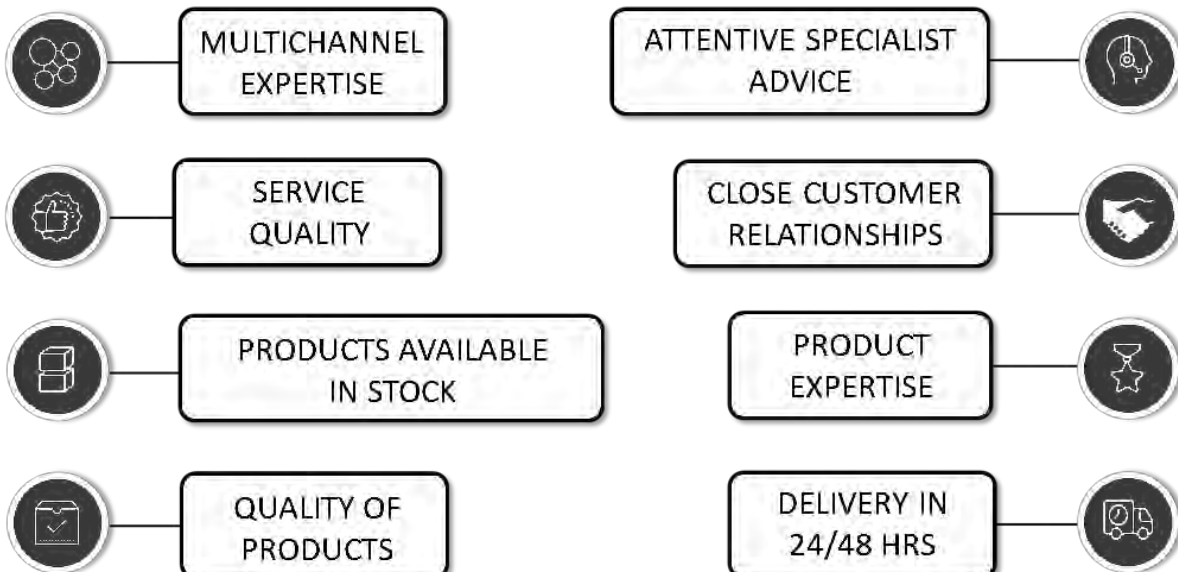 MULTICHANNEL
EXPERTISE
ATTENTIVE SPECIALIST
ADVICE
SERVICE
QUALITY
CLOSE CUSTOMER
RELATIONSHIPS
PRODUCTS AVAILABLE
IN STOCK
PRODUCT
EXPERTISE
QUALITY OF
PRODUCTS
DELIVERY IN
24/48 HRS